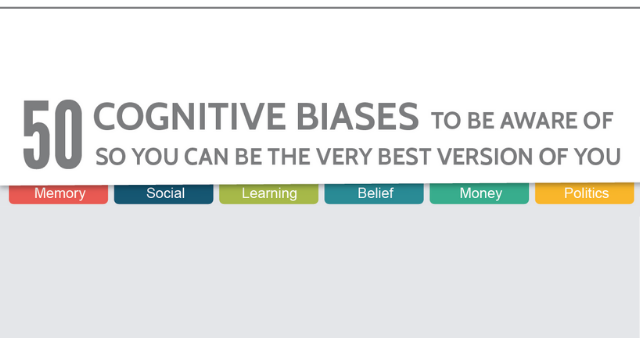 50 COGNITIVE BIASES TO BE AWARE OF
SO YOU CAN BE THE VERY BEST VERSION OF YOU
Memory Social Learning Belief Money Politics